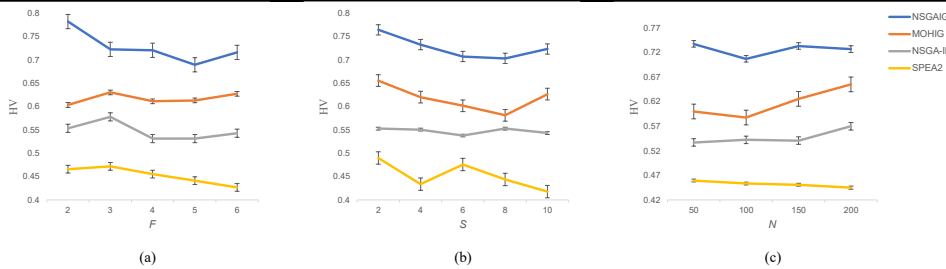 0.8
0.75
0.7
0.65
0.6
0.55
0.5
0.45
0.4
HV
2 3 4 5 6
F
(a)
0.8
0.75
0.7
0.65
0.6
0.55
0.5
0.45
0.4
HV
2 4 6 8 10
S
(b)
0.77
0.72
0.67
0.62
0.57
0.52
0.47
0.42
HV
50 100 150 200
N
(c)
NSGAIG
MOHIG
NSGA-II
SPEA2